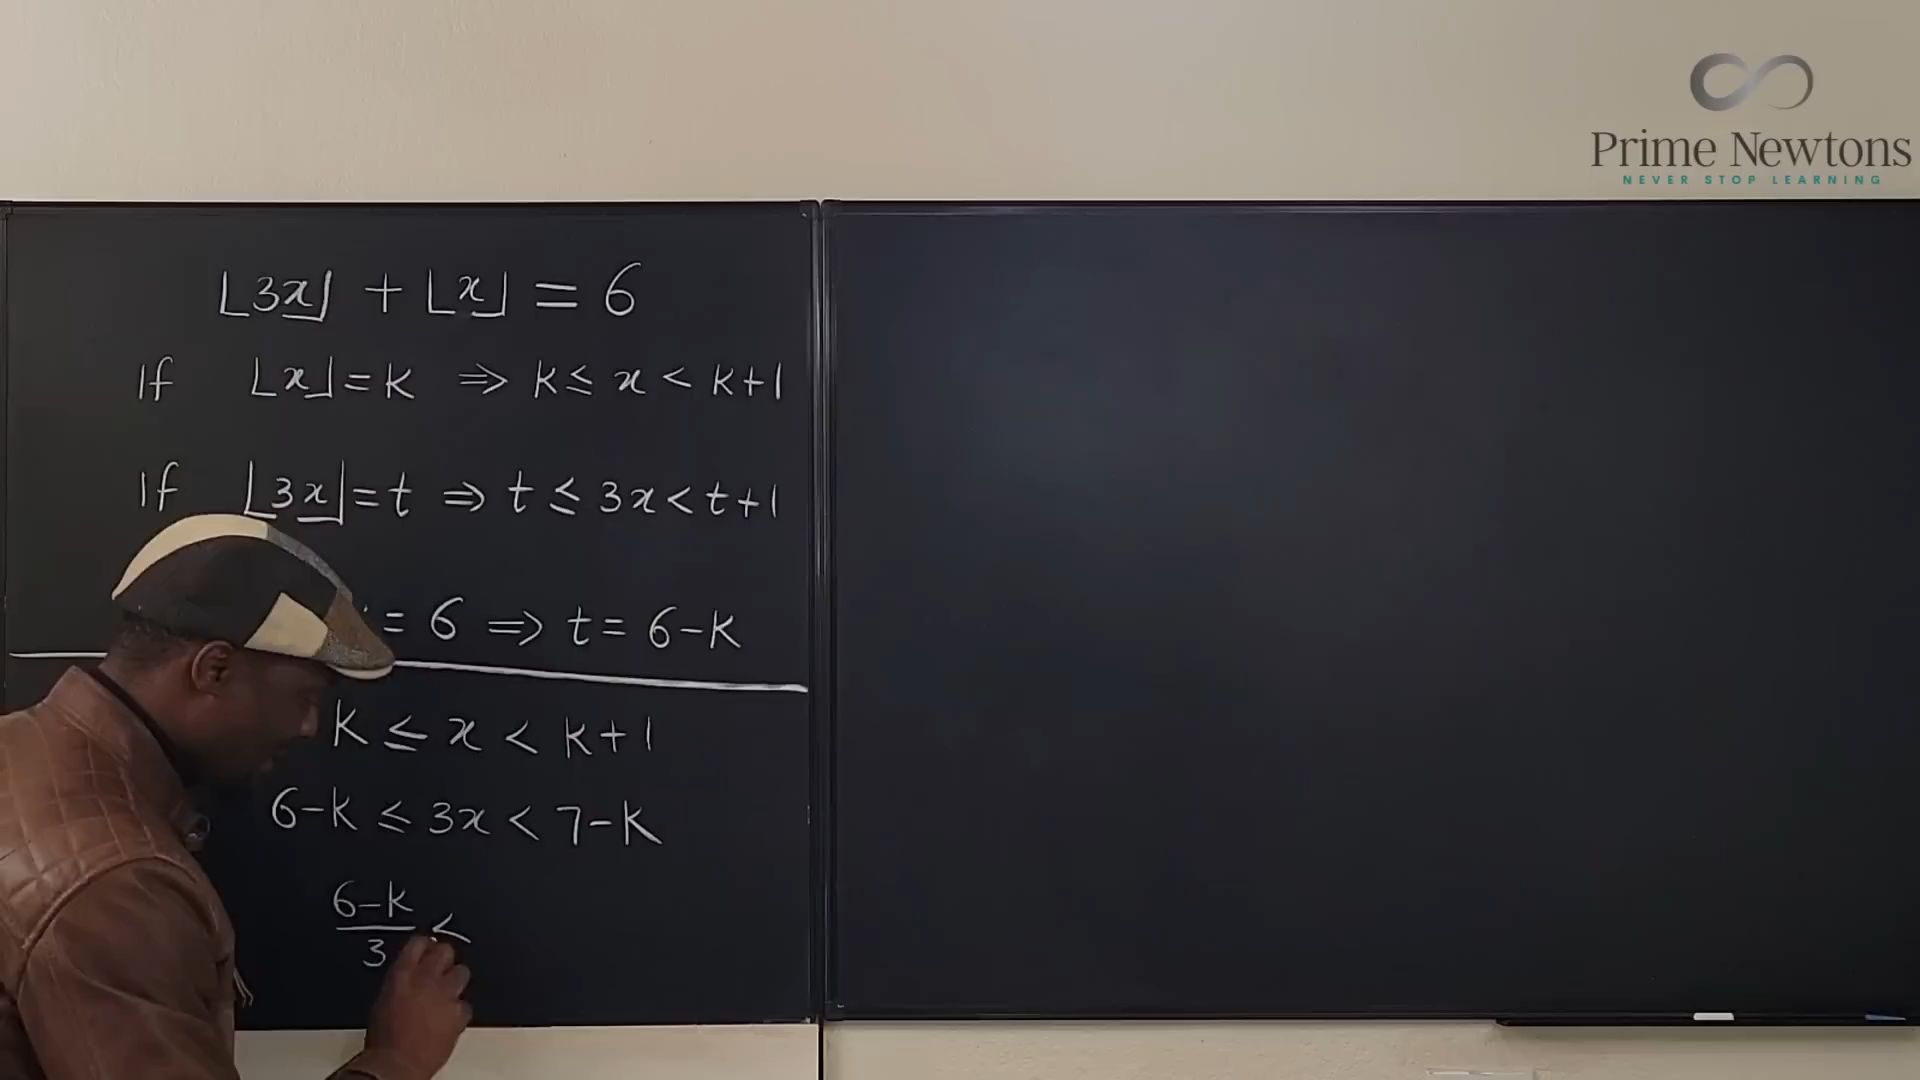 Prime Newtons
NEVER STOP LEARNING
⌊3x⌋ + ⌊x⌋ = 6
If ⌊x⌋ = k ⇒ k ≤ x < k+1
If ⌊3x⌋ = t ⇒ t ≤ 3x < t+1
= 6 ⇒ t = 6-k
k ≤ x < k+1
6-k ≤ 3x < 7-k
6-k
3
<